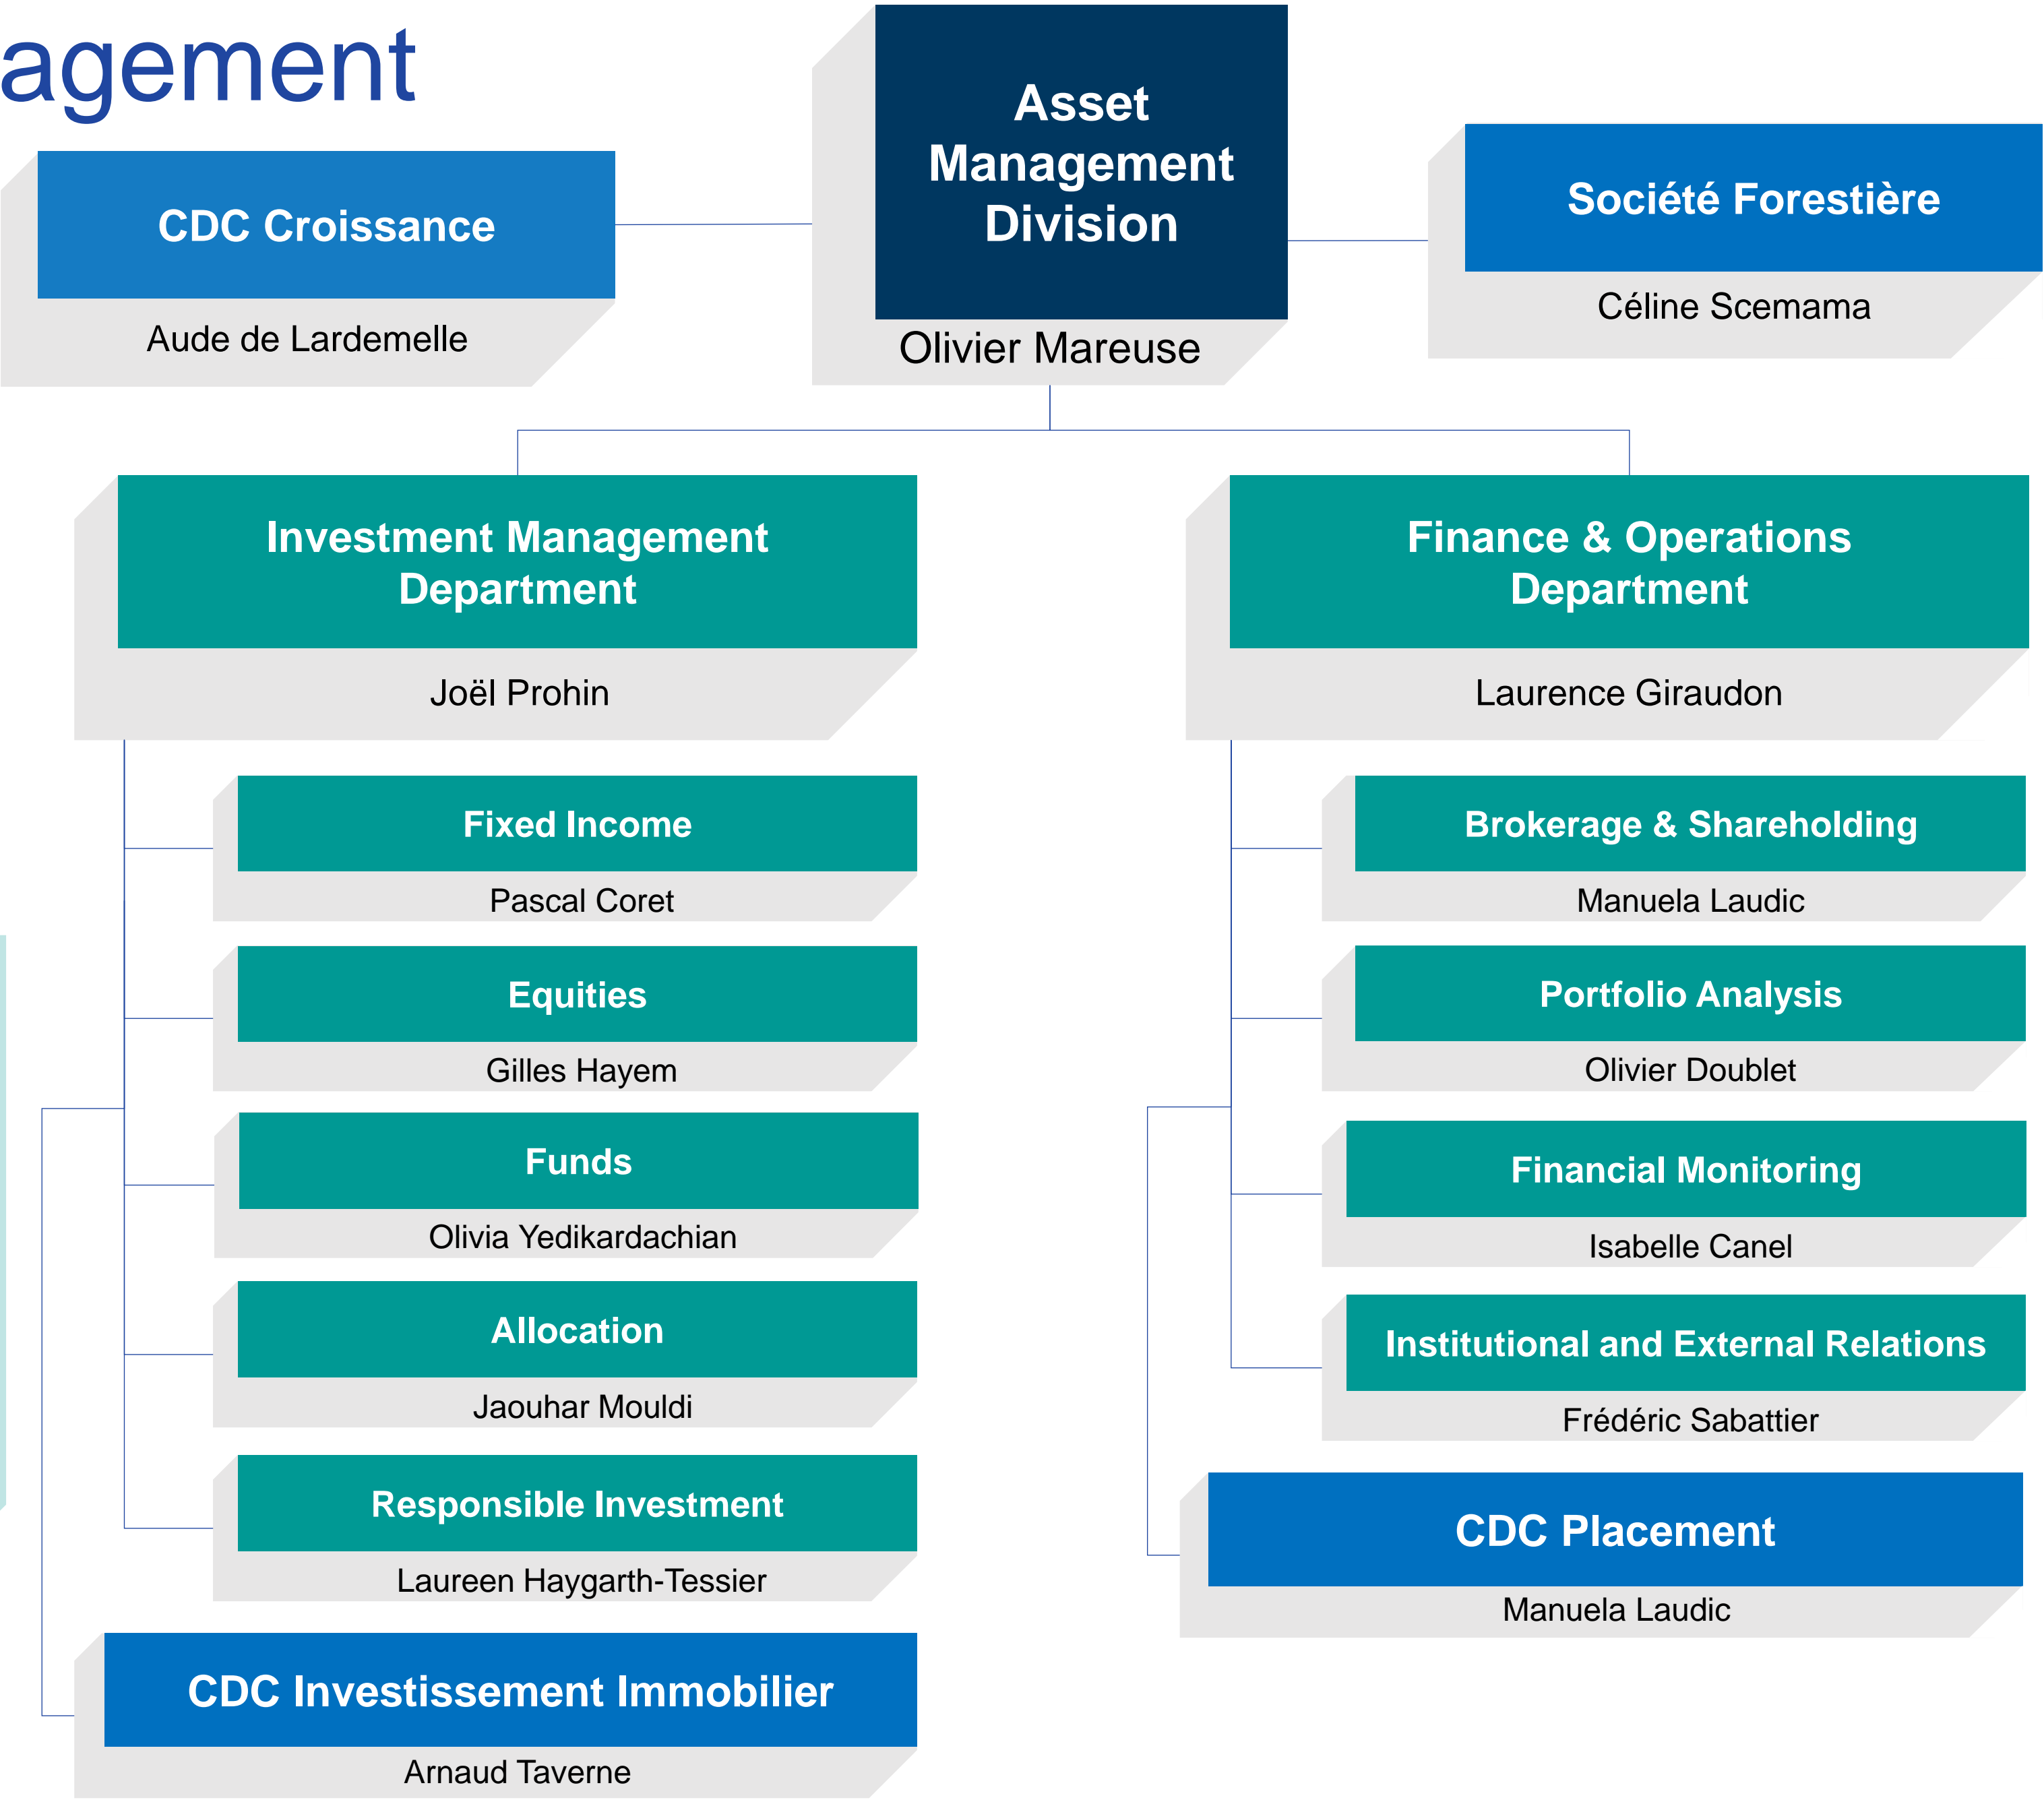 agement
Asset
Management
Division
Olivier Mareuse
CDC Croissance
Aude de Lardemelle
Société Forestière
Céline Scemama
Investment Management
Department
Joël Prohin
Fixed Income
Pascal Coret
Equities
Gilles Hayem
Funds
Olivia Yedikardachian
Allocation
Jaouhar Mouldi
Responsible Investment
Laureen Haygarth-Tessier
CDC Investissement Immobilier
Arnaud Taverne
Finance & Operations
Department
Laurence Giraudon
Brokerage & Shareholding
Manuela Laudic
Portfolio Analysis
Olivier Doublet
Financial Monitoring
Isabelle Canel
Institutional and External Relations
Frédéric Sabattier
CDC Placement
Manuela Laudic